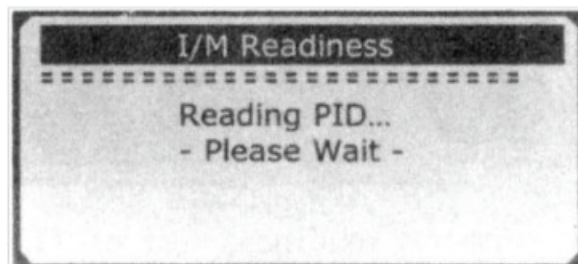 I/M Readiness
=========================
Reading PID...
- Please Wait -